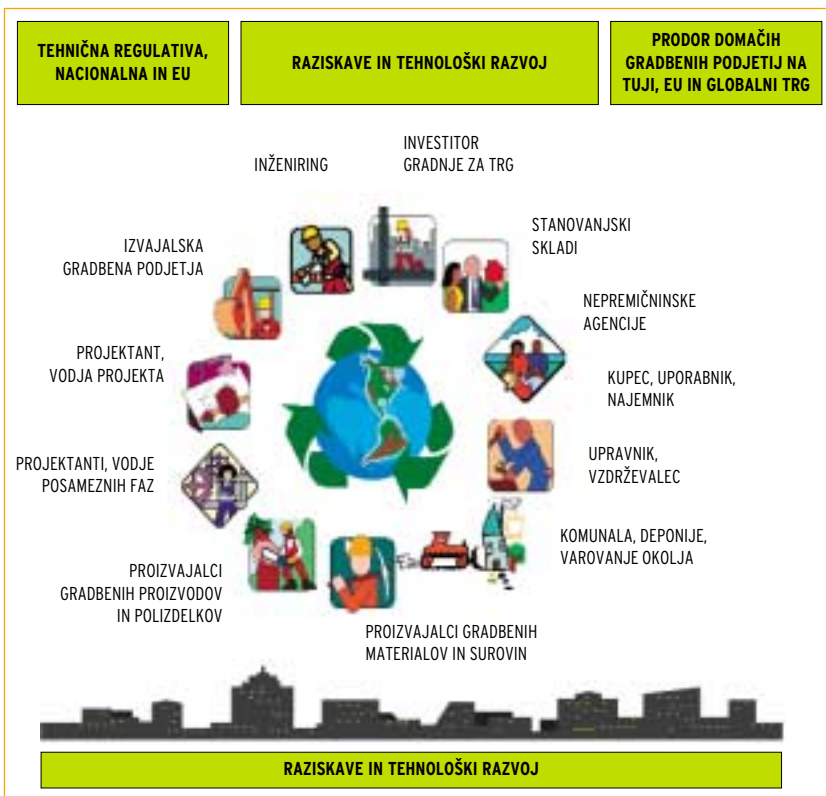 TEHNIČNA REGULATIVA,
NACIONALNA IN EU
RAZISKAVE IN TEHNOLOŠKI RAZVOJ
PRODOR DOMAČIH
GRADBENIH PODJETIJ NA
TUJI, EU IN GLOBALNI TRG
INŽENIRING
INVESTITOR
GRADNJE ZA TRG
IZVAJALSKA
GRADBENA PODJETJA
STANOVANJSKI
SKLADI
NEPREMIČNINSKE
AGENCIJE
PROJEKTANT,
VODJA PROJEKTA
KUPEC, UPORABNIK,
NAJEMNIK
PROJEKTANTI, VODJE
POSAMEZNIH FAZ
UPRAVNIK,
VZDRŽEVALEC
KOMUNALA, DEPONIJE,
VAROVANJE OKOLJA
PROIZVAJALCI
GRADBENIH PROIZVODOV
IN POLIZDELKOV
PROIZVAJALCI GRADBENIH
MATERIALOV IN SUROVIN
RAZISKAVE IN TEHNOLOŠKI RAZVOJ